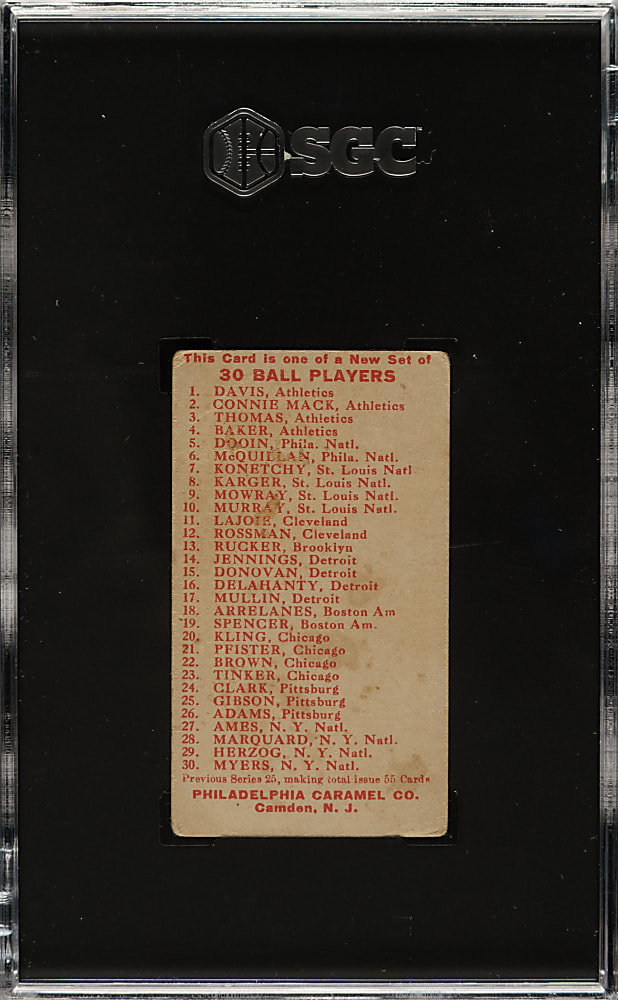 SGC
This Card is one of a New Set of
30 BALL PLAYERS
1. DAVIS, Athletics
2. CONNIE MACK, Athletics
3. THOMAS, Athletics
4. BAKER, Athletics
5. DOOIN, Phila. Natl.
6. McQUILLAN, Phila. Natl.
7. KONETCHY, St. Louis Natl
8. KARGER, St. Louis Natl.
9. MOWRAY, St. Louis Natl.
10. MURRAY, St. Louis Natl.
11. LAJOIE, Cleveland
12. ROSSMAN, Cleveland
13. RUCKER, Brooklyn
14. JENNINGS, Detroit
15. DONOVAN, Detroit
16. DELAHANTY, Detroit
17. MULLIN, Detroit
18. ARRELANES, Boston Am
19. SPENCER, Boston Am.
20. KLING, Chicago
21. PFISTER, Chicago
22. BROWN, Chicago
23. TINKER, Chicago
24. CLARK, Pittsburg
25. GIBSON, Pittsburg
26. ADAMS, Pittsburg
27. AMES, N. Y. Natl.
28. MARQUARD, N. Y. Natl.
29. HERZOG, N. Y. Natl.
30. MYERS, N. Y. Natl.
Previous Series 25, making total issue 55 Cards
PHILADELPHIA CARAMEL CO.
Camden, N. J.